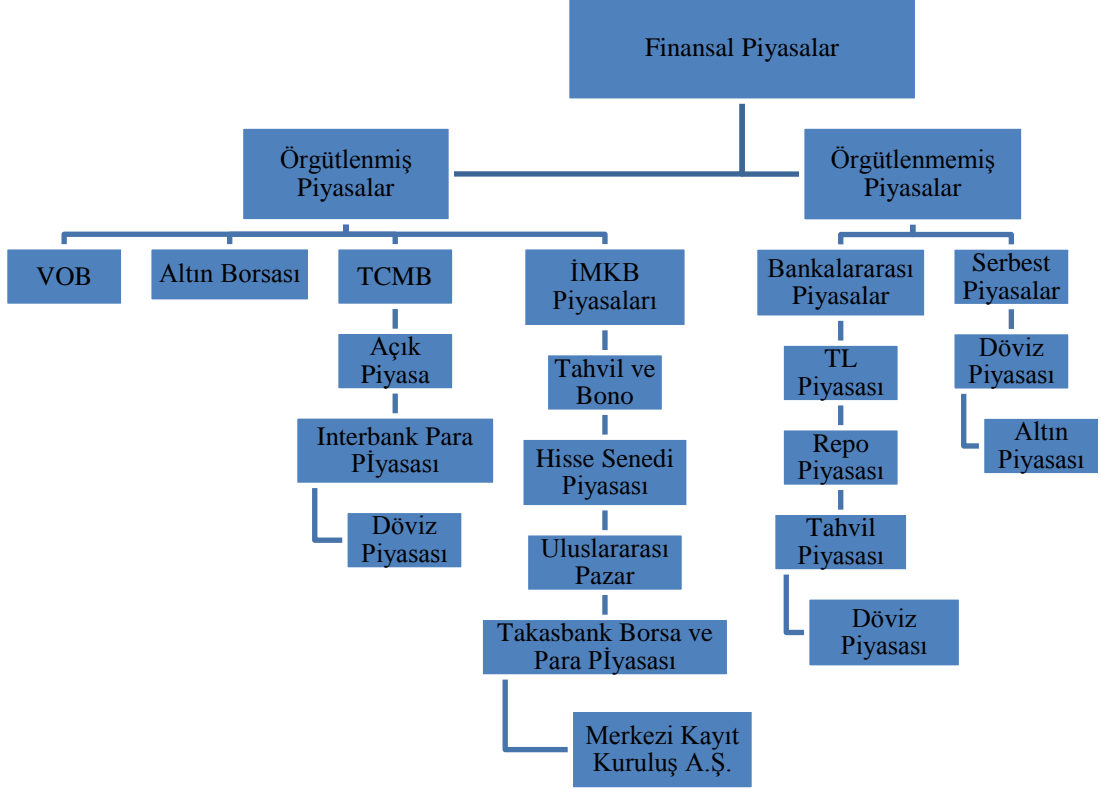 Finansal Piyasalar
Örgütlenmiş
Piyasalar
Örgütlenmemiş
Piyasalar
VOB
Altın Borsası
TCMB
İMKB
Piyasaları
Bankalararası
Piyasalar
Serbest
Piyasalar
Açık
Piyasa
Interbank Para
Pİyasası
Döviz
Piyasası
Tahvil ve
Bono
Hisse Senedi
Piyasası
Uluslararası
Pazar
Takasbank Borsa ve
Para Pİyasası
Merkezi Kayıt
Kuruluş A.Ş.
TL
Piyasası
Repo
Piyasası
Tahvil
Piyasası
Döviz
Piyasası
Döviz
Piyasası
Altın
Piyasası